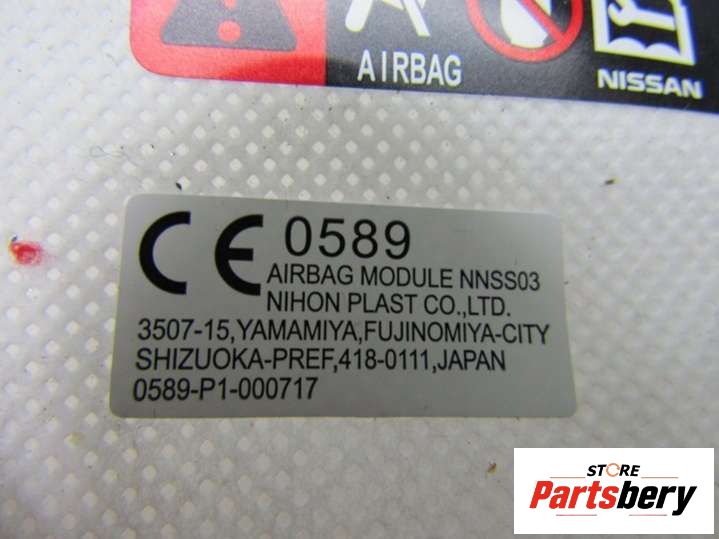 AIRBAG
NISSAN
CE 0589
AIRBAG MODULE NNSS03
NIHON PLAST CO.,LTD.
3507-15,YAMAMIYA,FUJINOMIYA-CITY
SHIZUOKA-PREF,418-0111,JAPAN
0589-P1-000717
STORE
Partsbery